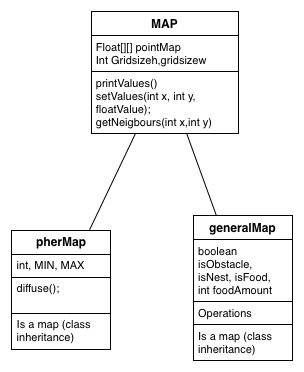 MAP
Float[][] pointMap
Int Gridsizeh,gridsizew
printValues()
setValues(int x, int y,
floatValue);
getNeigbours(int x,int y)
pherMap
int, MIN, MAX
diffuse();
Is a map (class
inheritance)
generalMap
boolean
isObstacle,
isNest, isFood,
int foodAmount
Operations
Is a map (class
inheritance)